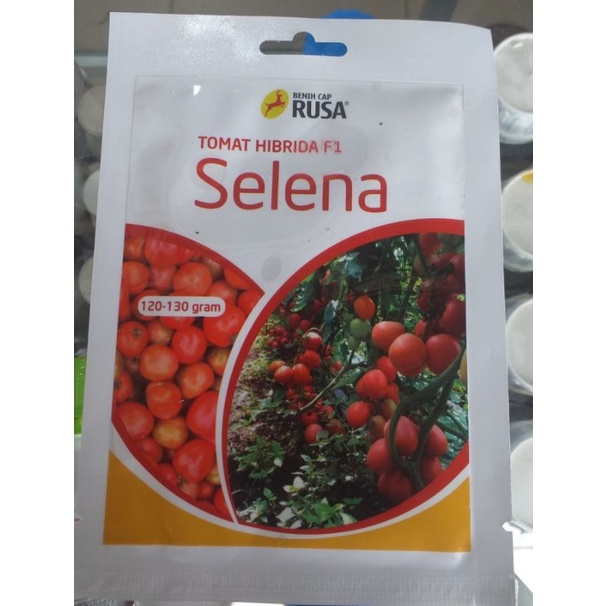 BENIH CAP
RUSA®
TOMAT HIBRIDA F1
Selena
120-130 gram